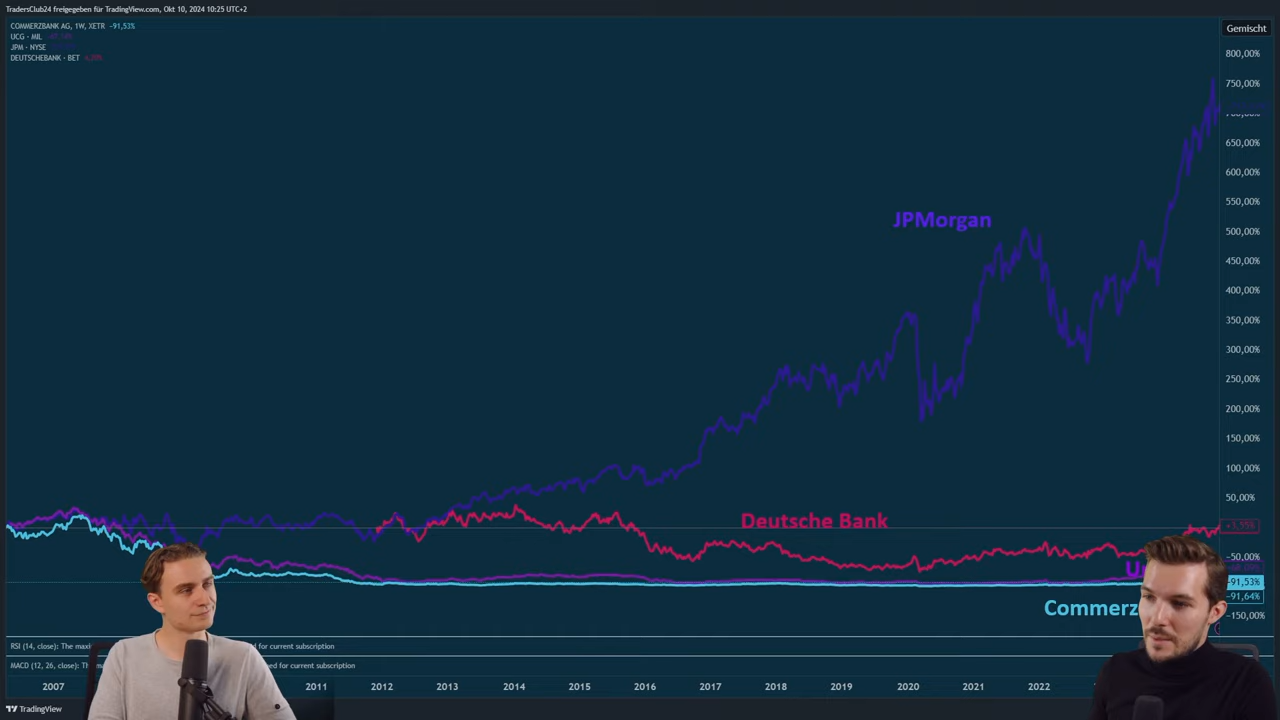 TradersClub24 freigegeben für TradingView.com, Okt 10, 2024 10:25 UTC+2
COMMERZBANK AG, 1W, XETR -91,53%
UCG · MIL
JPM · NYSE
DEUTSCHEBANK · BET
Gemischt
800,00%
750,00%
700,00%
650,00%
600,00%
550,00%
500,00%
450,00%
400,00%
350,00%
300,00%
250,00%
200,00%
150,00%
100,00%
50,00%
+3,55%
-50,00%
-91,53%
-91,64%
-150,00%
JPMorgan
Deutsche Bank
Commerz
RSI (14, close): The d for current subscription
MACD (12, 26, close): for current subscription
2007 2011 2012 2013 2014 2015 2016 2017 2018 2019 2020 2021 2022
TradingView